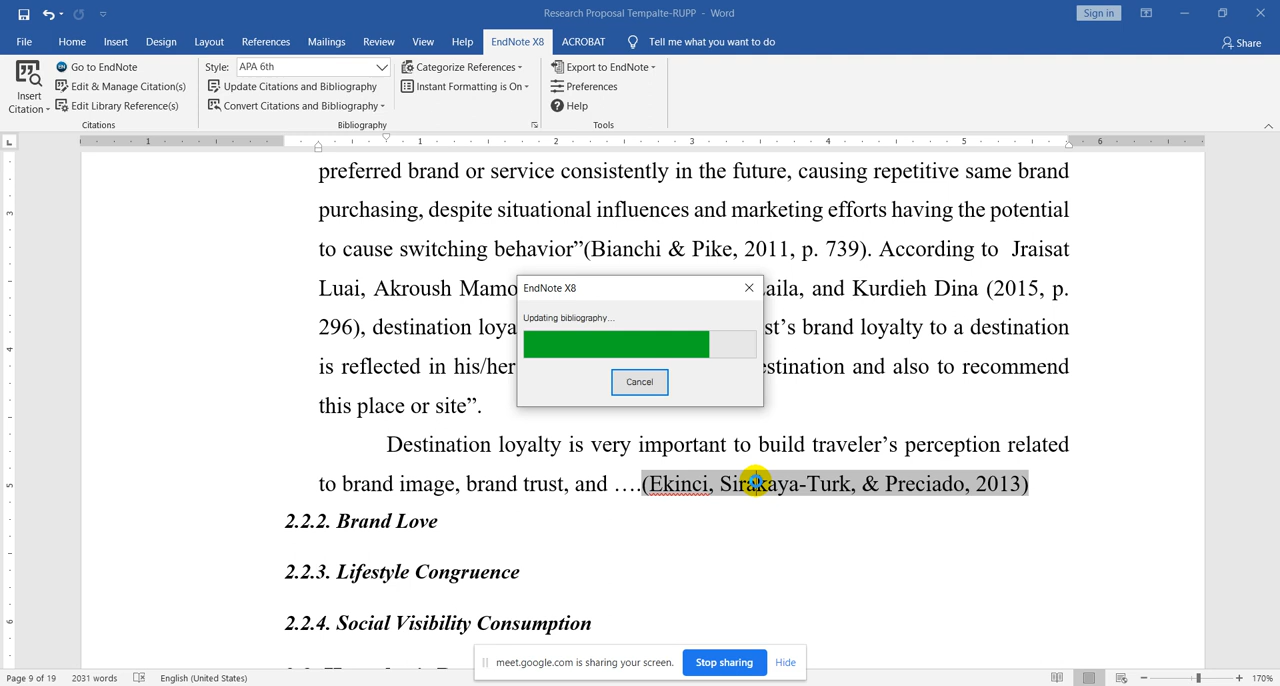 Research Proposal Tempalte-RUPP - Word
Sign in
File Home Insert Design Layout References Mailings Review View Help EndNote X8 ACROBAT Tell me what you want to do Share
Insert Citation
Go to EndNote
Edit & Manage Citation(s)
Edit Library Reference(s)
Citations
Style: APA 6th
Update Citations and Bibliography
Convert Citations and Bibliography
Categorize References
Instant Formatting is On
Bibliography
Export to EndNote
Preferences
Help
Tools
1 1 2 3 4 5 6
preferred brand or service consistently in the future, causing repetitive same brand
purchasing, despite situational influences and marketing efforts having the potential
to cause switching behavior”(Bianchi & Pike, 2011, p. 739). According to Jraisat
Luai, Akroush Mamo Laila, and Kurdieh Dina (2015, p.
296), destination loya st’s brand loyalty to a destination
is reflected in his/her estination and also to recommend
this place or site”.
Destination loyalty is very important to build traveler’s perception related
to brand image, brand trust, and ….(Ekinci, Sirakaya-Turk, & Preciado, 2013)
2.2.2. Brand Love
2.2.3. Lifestyle Congruence
2.2.4. Social Visibility Consumption
EndNote X8
Updating bibliography...
Cancel
meet.google.com is sharing your screen. Stop sharing Hide
Page 9 of 19 2031 words English (United States) 170%